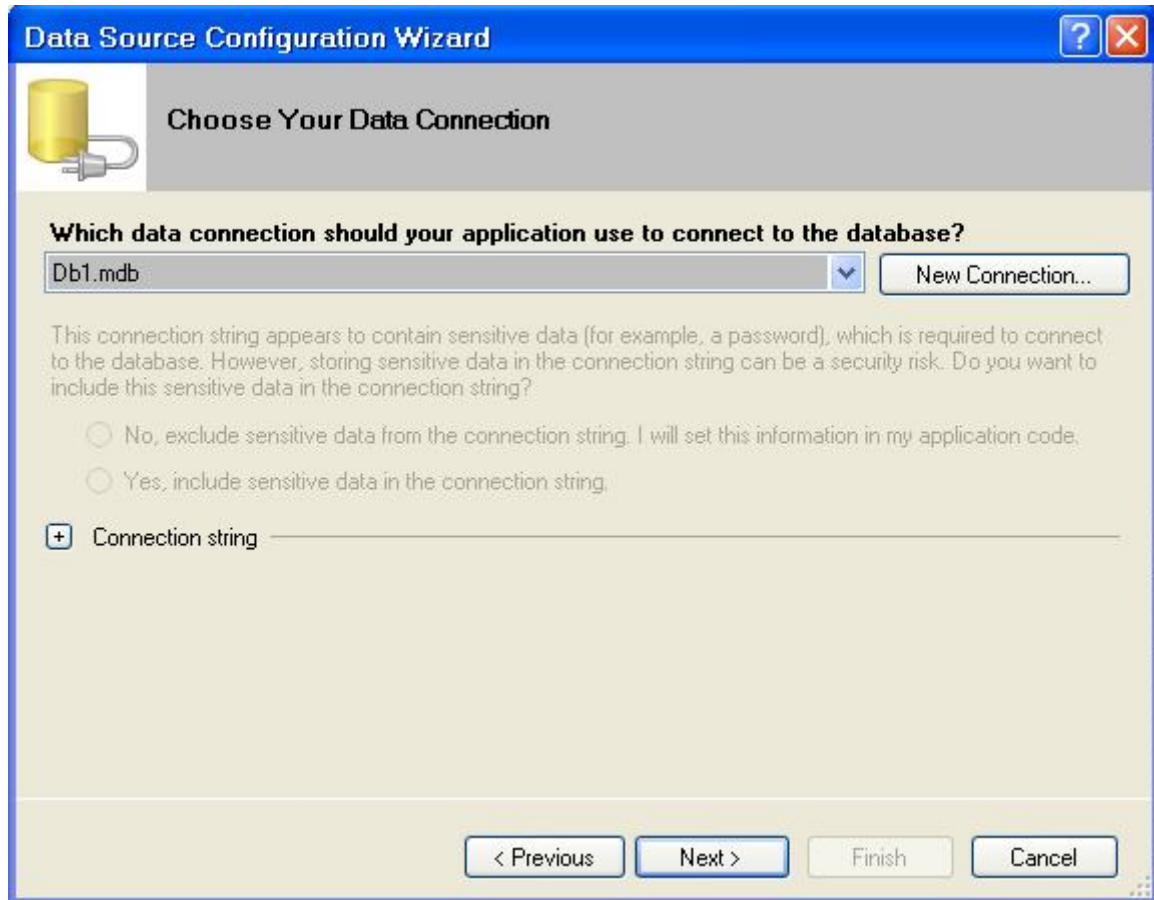 Data Source Configuration Wizard
Choose Your Data Connection
Which data connection should your application use to connect to the database?
Db1.mdb
New Connection...
This connection string appears to contain sensitive data (for example, a password), which is required to connect
to the database. However, storing sensitive data in the connection string can be a security risk. Do you want to
include this sensitive data in the connection string?
No, exclude sensitive data from the connection string. I will set this information in my application code.
Yes, include sensitive data in the connection string.
+ Connection string
< Previous
Next >
Finish
Cancel